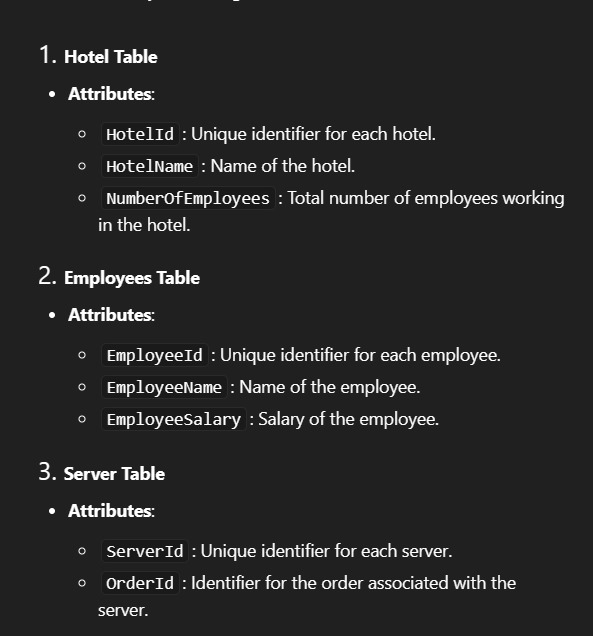 1. Hotel Table
• Attributes:
○ HotelId : Unique identifier for each hotel.
○ HotelName : Name of the hotel.
○ NumberOfEmployees : Total number of employees working
in the hotel.
2. Employees Table
• Attributes:
○ EmployeeId : Unique identifier for each employee.
○ EmployeeName : Name of the employee.
○ EmployeeSalary : Salary of the employee.
3. Server Table
• Attributes:
○ ServerId : Unique identifier for each server.
○ OrderId : Identifier for the order associated with the
server.